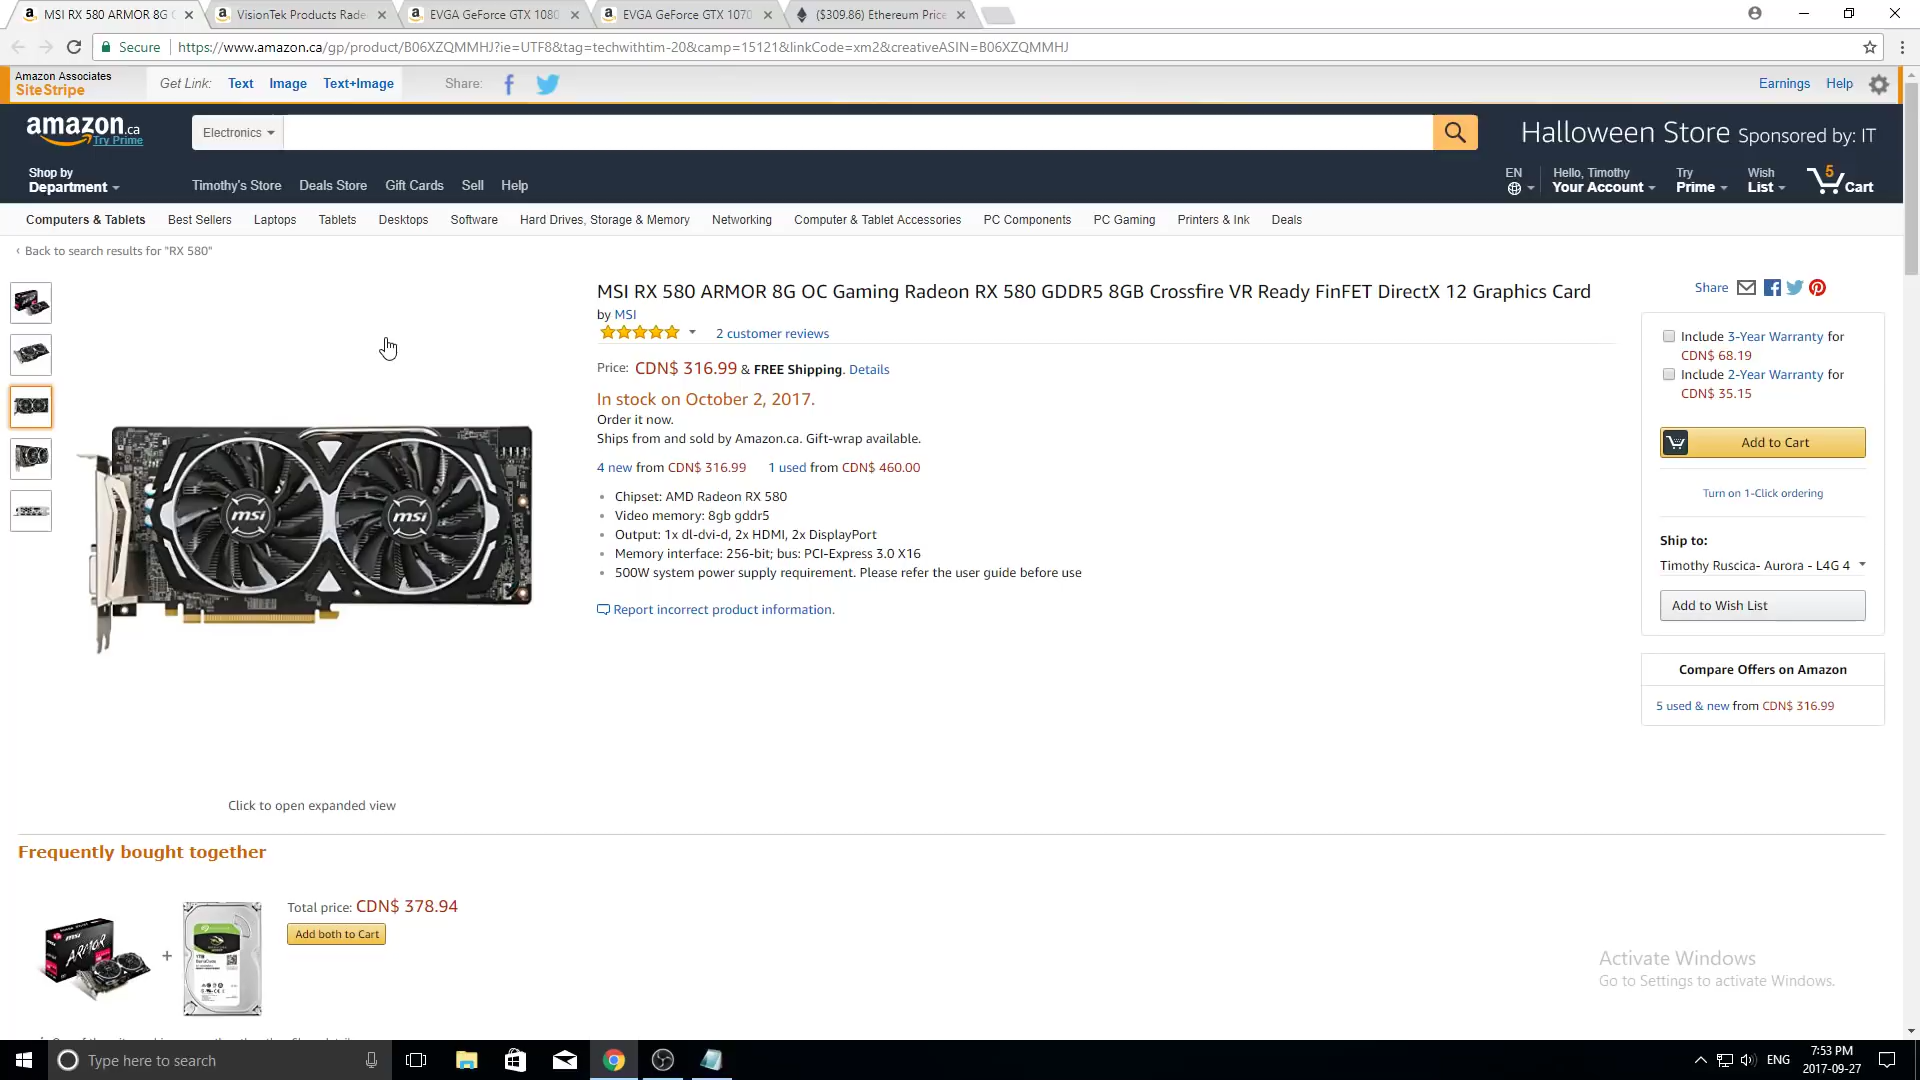 MSI RX 580 ARMOR 8G
VisionTek Products Rade
EVGA GeForce GTX 1080
EVGA GeForce GTX 1070
($309.86) Ethereum Price
Secure
https://www.amazon.ca/gp/product/B06XZQMMHJ?ie=UTF8&tag=techwithtim-20&camp=15121&linkCode=xm2&creativeASIN=B06XZQMMHJ
Amazon Associates
SiteStripe
Get Link:
Text
Image
Text+Image
Share:
Earnings
Help
amazon.ca
Try Prime
Electronics
Halloween Store Sponsored by: IT
Shop by
Department
Timothy's Store
Deals Store
Gift Cards
Sell
Help
EN
Hello, Timothy
Your Account
Try
Prime
Wish
List
5
Cart
Computers & Tablets
Best Sellers
Laptops
Tablets
Desktops
Software
Hard Drives, Storage & Memory
Networking
Computer & Tablet Accessories
PC Components
PC Gaming
Printers & Ink
Deals
‹ Back to search results for "RX 580"
MSI RX 580 ARMOR 8G OC Gaming Radeon RX 580 GDDR5 8GB Crossfire VR Ready FinFET DirectX 12 Graphics Card
by MSI
2 customer reviews
Price: CDN$ 316.99 & FREE Shipping. Details
In stock on October 2, 2017.
Order it now.
Ships from and sold by Amazon.ca. Gift-wrap available.
4 new from CDN$ 316.99 1 used from CDN$ 460.00
• Chipset: AMD Radeon RX 580
• Video memory: 8gb gddr5
• Output: 1x dl-dvi-d, 2x HDMI, 2x DisplayPort
• Memory interface: 256-bit; bus: PCI-Express 3.0 X16
• 500W system power supply requirement. Please refer the user guide before use
Report incorrect product information.
msi
msi
Click to open expanded view
Share
Include 3-Year Warranty for
CDN$ 68.19
Include 2-Year Warranty for
CDN$ 35.15
Add to Cart
Turn on 1-Click ordering
Ship to:
Timothy Ruscica- Aurora - L4G 4
Add to Wish List
Compare Offers on Amazon
5 used & new from CDN$ 316.99
Frequently bought together
ARMOR
+
Total price: CDN$ 378.94
Add both to Cart
Activate Windows
Go to Settings to activate Windows.
Type here to search
ENG
7:53 PM
2017-09-27